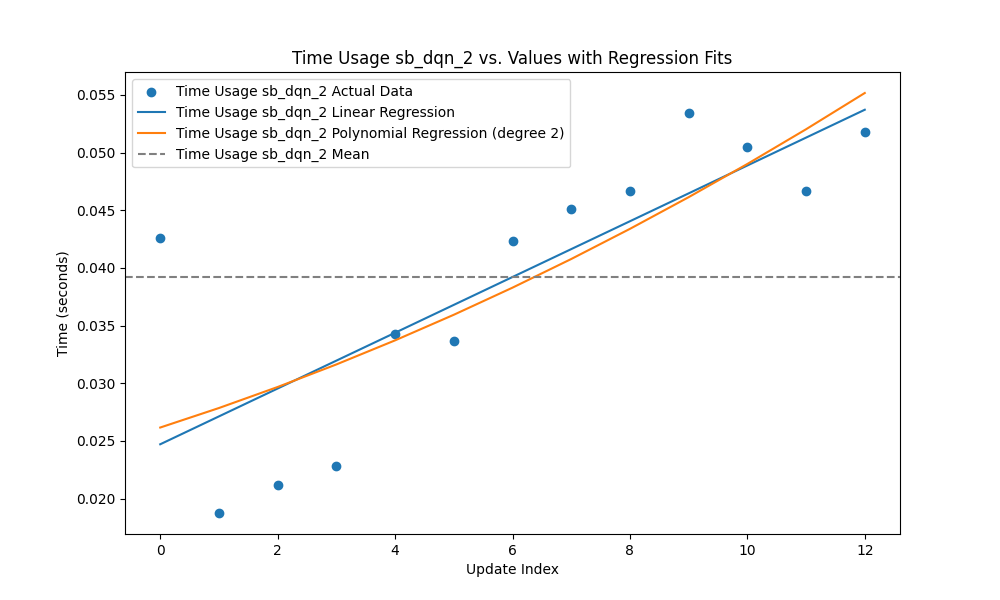 Time Usage sb_dqn_2 vs. Values with Regression Fits
Time Usage sb_dqn_2 Actual Data
Time Usage sb_dqn_2 Linear Regression
Time Usage sb_dqn_2 Polynomial Regression (degree 2)
Time Usage sb_dqn_2 Mean
Time (seconds)
0.055
0.050
0.045
0.040
0.035
0.030
0.025
0.020
0 2 4 6 8 10 12
Update Index